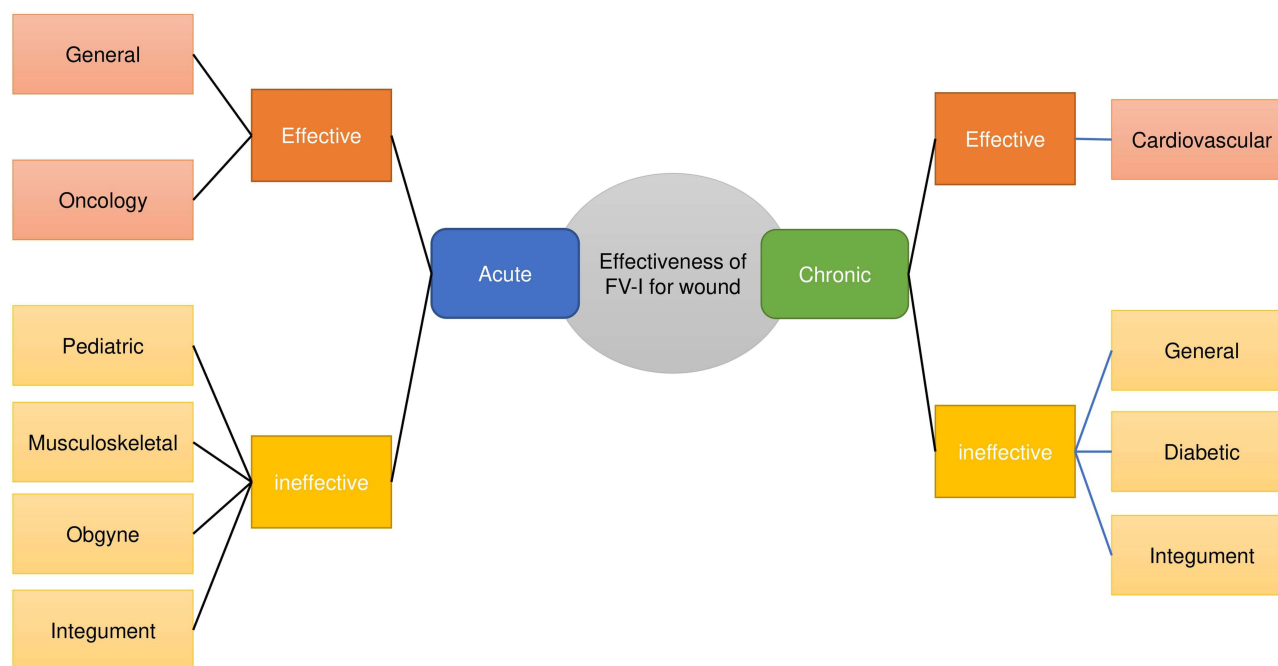 General
Oncology
Effective
Pediatric
Musculoskeletal
Obgyne
Integument
ineffective
Acute
Effectiveness of
FV-I for wound
Chronic
Effective
Cardiovascular
ineffective
General
Diabetic
Integument